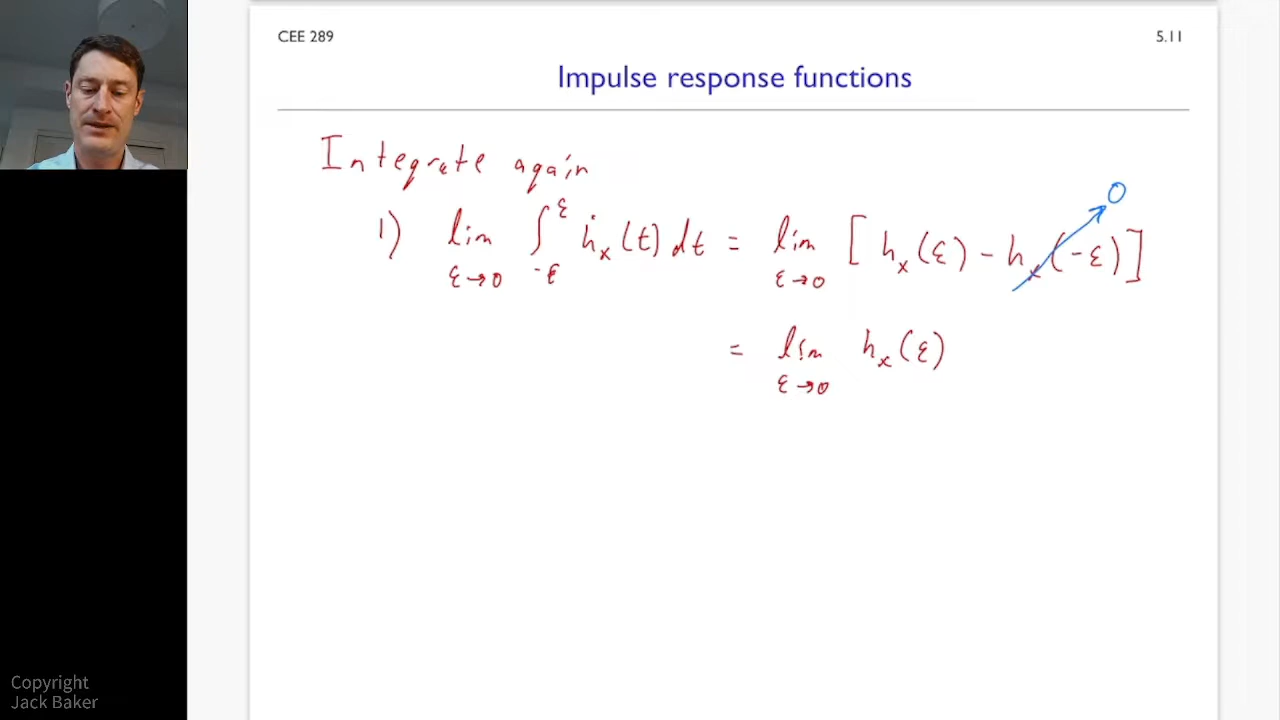 CEE 289
5.11
Impulse response functions
Integrate again
1) lim ε→0 ∫_{-ε}^{ε} ḣₓ(t) dt = lim ε→0 [ hₓ(ε) - hₓ(-ε) ] 0
= lim ε→0 hₓ(ε)
Copyright
Jack Baker